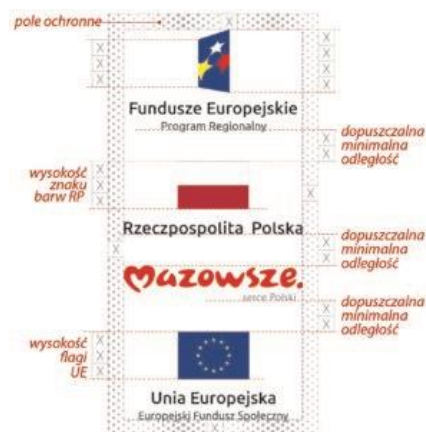 pole ochronne
X
X
X
X
X
X
X
X
Fundusze Europejskie
Program Regionalny
dopuszczalna
minimalna
odległość
X
X
wysokość
znaku
barw RP
X
X
X
Rzeczpospolita Polska
dopuszczalna
minimalna
odległość
X
X
X
mazowsze.
serce Polski
dopuszczalna
minimalna
odległość
X
X
wysokość
flagi
UE
X
X
X
Unia Europejska
Europejski Fundusz Społeczny
X